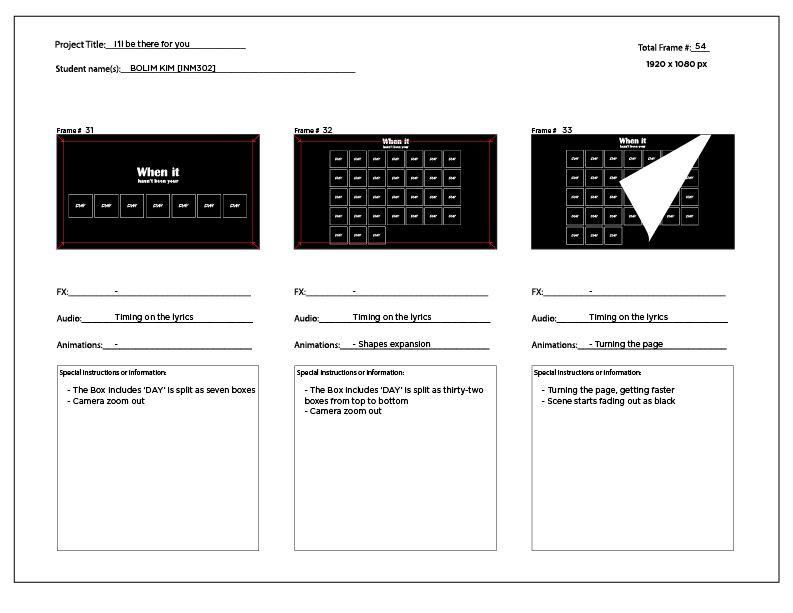 Project Title: I'll be there for you
Total Frame #: 54
1920 x 1080 px
Student name(s): BOLIM KIM [INM302]
Frame # 31
When it
hasn't been your
DAY DAY DAY DAY DAY DAY DAY
FX: -
Audio: Timing on the lyrics
Animations: -
Special Instructions or Information:
- The Box includes 'DAY' is split as seven boxes
- Camera zoom out
Frame # 32
When it
hasn't been your
DAY DAY DAY DAY DAY DAY DAY
DAY DAY DAY DAY DAY DAY DAY
DAY DAY DAY DAY DAY DAY DAY
DAY DAY DAY DAY DAY DAY DAY
DAY DAY DAY
FX: -
Audio: Timing on the lyrics
Animations: - Shapes expansion
Special Instructions or Information:
- The Box includes 'DAY' is split as thirty-two
boxes from top to bottom
- Camera zoom out
Frame # 33
When it
hasn't been your
DAY DAY DAY DAY DAY
DAY DAY DAY DAY
DAY DAY DAY DAY
DAY DAY DAY DAY DAY DAY
DAY DAY DAY
FX: -
Audio: Timing on the lyrics
Animations: - Turning the page
Special Instructions or Information:
- Turning the page, getting faster
- Scene starts fading out as black